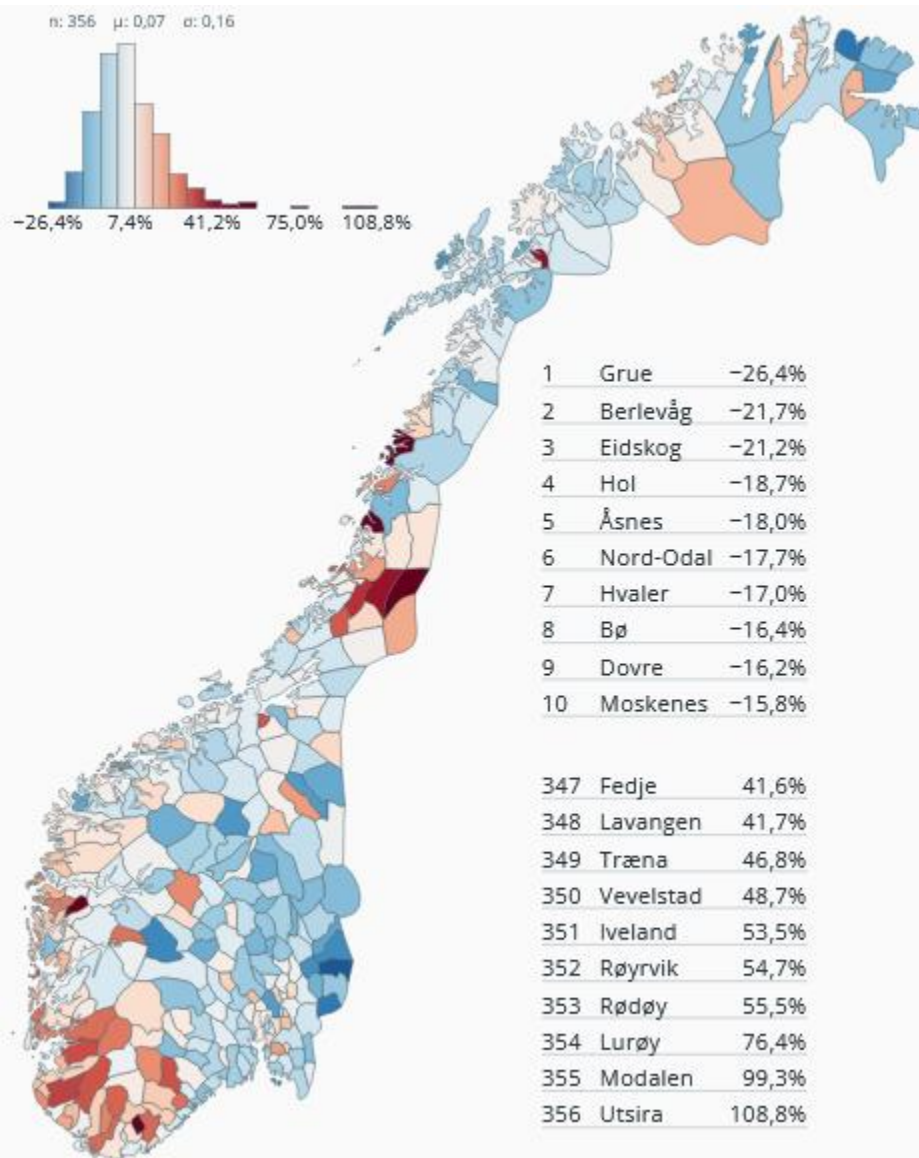 n: 356 μ: 0,07 σ: 0,16
−26,4% 7,4% 41,2% 75,0% 108,8%
1 Grue −26,4%
2 Berlevåg −21,7%
3 Eidskog −21,2%
4 Hol −18,7%
5 Åsnes −18,0%
6 Nord-Odal −17,7%
7 Hvaler −17,0%
8 Bø −16,4%
9 Dovre −16,2%
10 Moskenes −15,8%
347 Fedje 41,6%
348 Lavangen 41,7%
349 Træna 46,8%
350 Vevelstad 48,7%
351 Iveland 53,5%
352 Røyrvik 54,7%
353 Rødøy 55,5%
354 Lurøy 76,4%
355 Modalen 99,3%
356 Utsira 108,8%